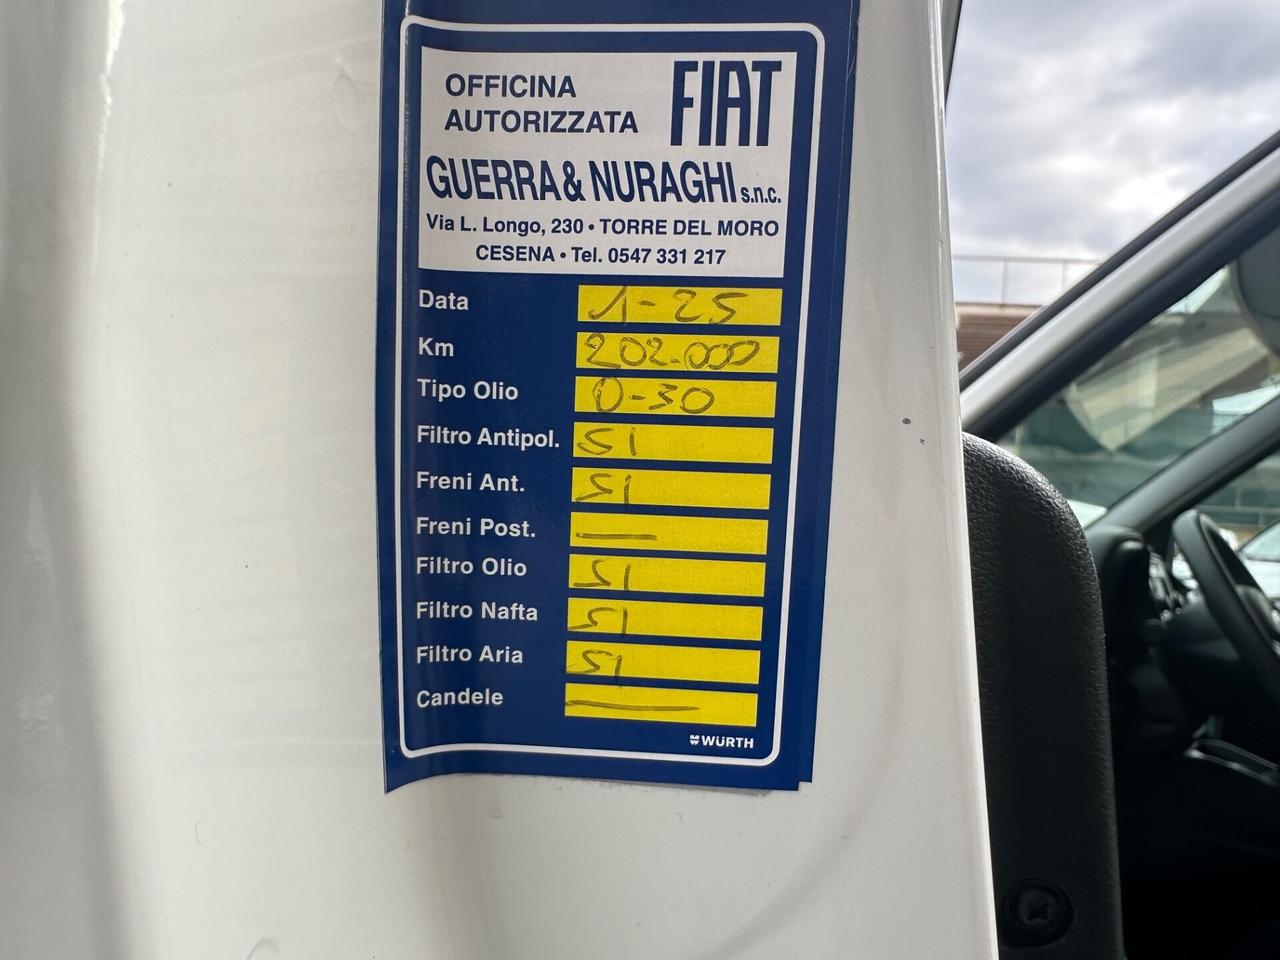 OFFICINA
AUTORIZZATA
FIAT
GUERRA & NURAGHI s.n.c.
Via L. Longo, 230 • TORRE DEL MORO
CESENA • Tel. 0547 331 217
Data 1-25
Km 202.000
Tipo Olio 0-30
Filtro Antipol. SI
Freni Ant. SI
Freni Post. —
Filtro Olio SI
Filtro Nafta SI
Filtro Aria SI
Candele —
WÜRTH